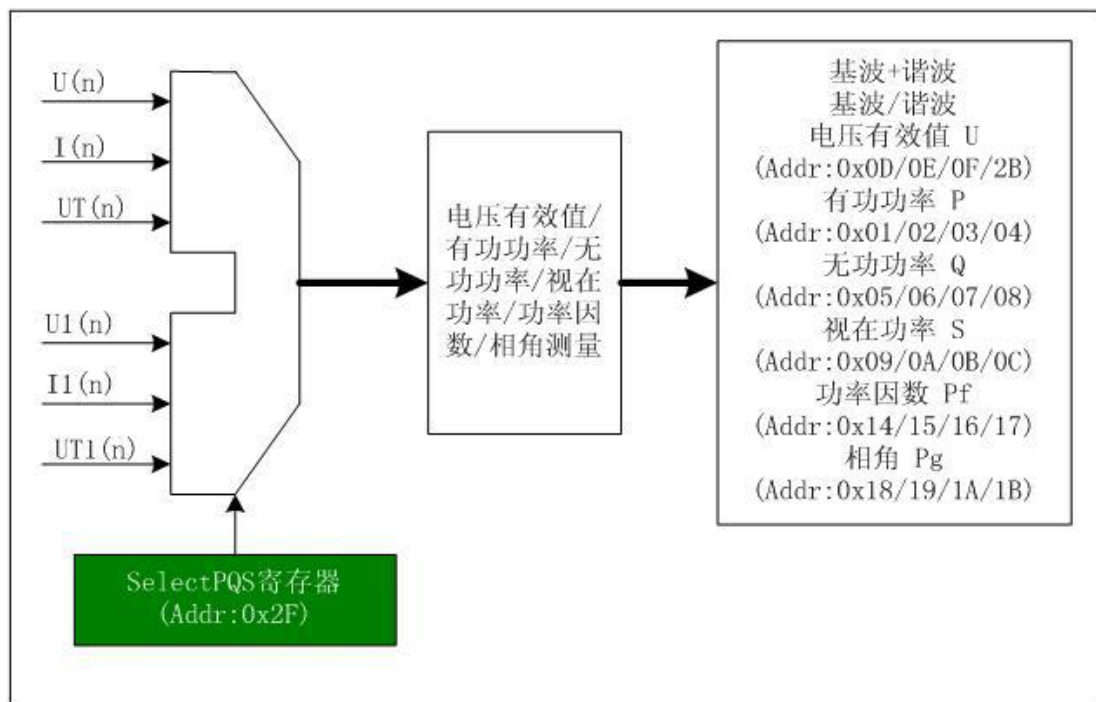 U(n)
I(n)
UT(n)
U1(n)
I1(n)
UT1(n)
SelectPQS寄存器
(Addr:0x2F)
电压有效值/
有功功率/无
功功率/视在
功率/功率因
数/相角测量
基波+谐波
基波/谐波
电压有效值 U
(Addr:0x0D/0E/0F/2B)
有功功率 P
(Addr:0x01/02/03/04)
无功功率 Q
(Addr:0x05/06/07/08)
视在功率 S
(Addr:0x09/0A/0B/0C)
功率因数 Pf
(Addr:0x14/15/16/17)
相角 Pg
(Addr:0x18/19/1A/1B)